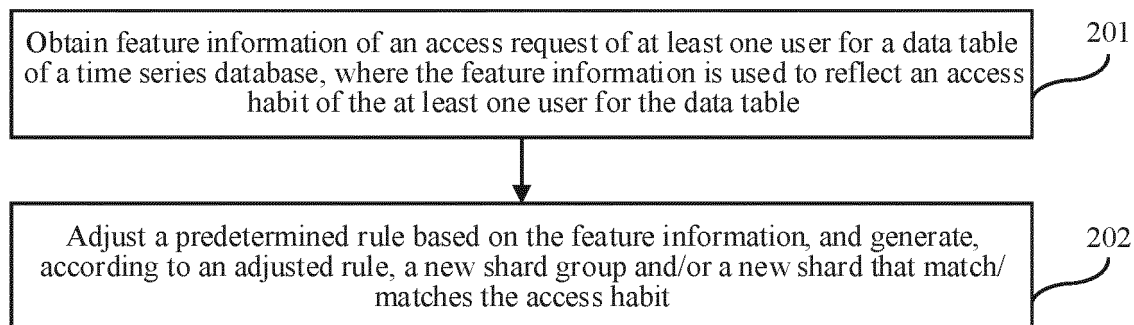 Obtain feature information of an access request of at least one user for a data table
of a time series database, where the feature information is used to reflect an access
habit of the at least one user for the data table
201
Adjust a predetermined rule based on the feature information, and generate,
according to an adjusted rule, a new shard group and/or a new shard that match/
matches the access habit
202